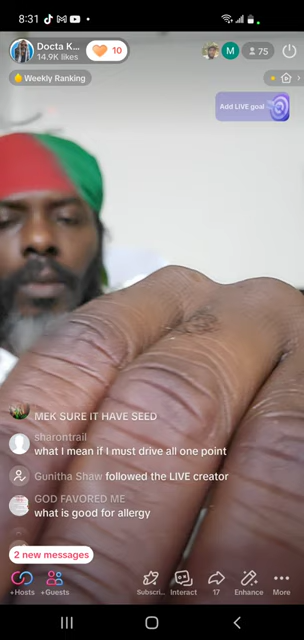 8:31
Docta K...
14.9K likes
10
M
75
Weekly Ranking
Add LIVE goal
MEK SURE IT HAVE SEED
sharontrail
what I mean if I must drive all one point
Gunitha Shaw followed the LIVE creator
GOD FAVORED ME
what is good for allergy
2 new messages
+Hosts
+Guests
Subscri...
Interact
17
Enhance
More